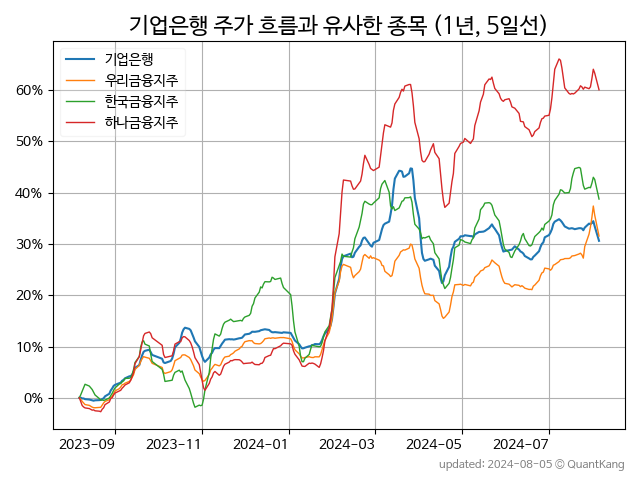 기업은행 주가 흐름과 유사한 종목 (1년, 5일선)
기업은행
우리금융지주
한국금융지주
하나금융지주
60%
50%
40%
30%
20%
10%
0%
2023-09 2023-11 2024-01 2024-03 2024-05 2024-07
updated: 2024-08-05 © QuantKang